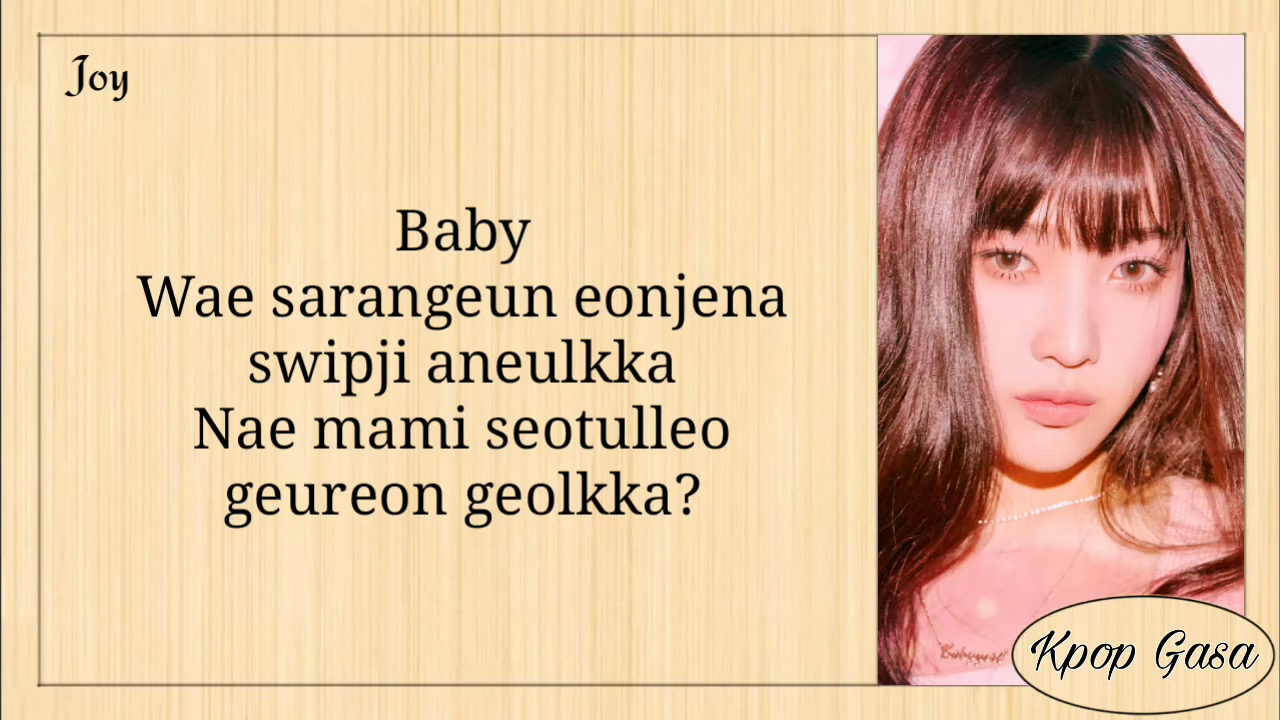 Joy
Baby
Wae sarangeun eonjena
swipji aneulkka
Nae mami seotulleo
geureon geolkka?
Kpop Gasa